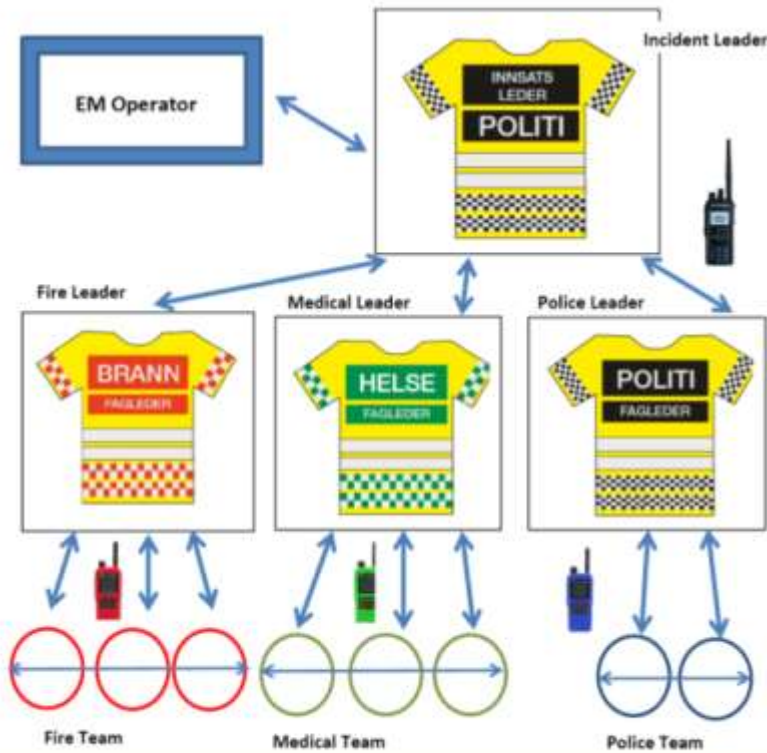 Incident Leader
EM Operator
INNSATS
LEDER
POLITI
Fire Leader
Medical Leader
Police Leader
BRANN
FAGLEDER
HELSE
FAGLEDER
POLITI
FAGLEDER
Fire Team
Medical Team
Police Team